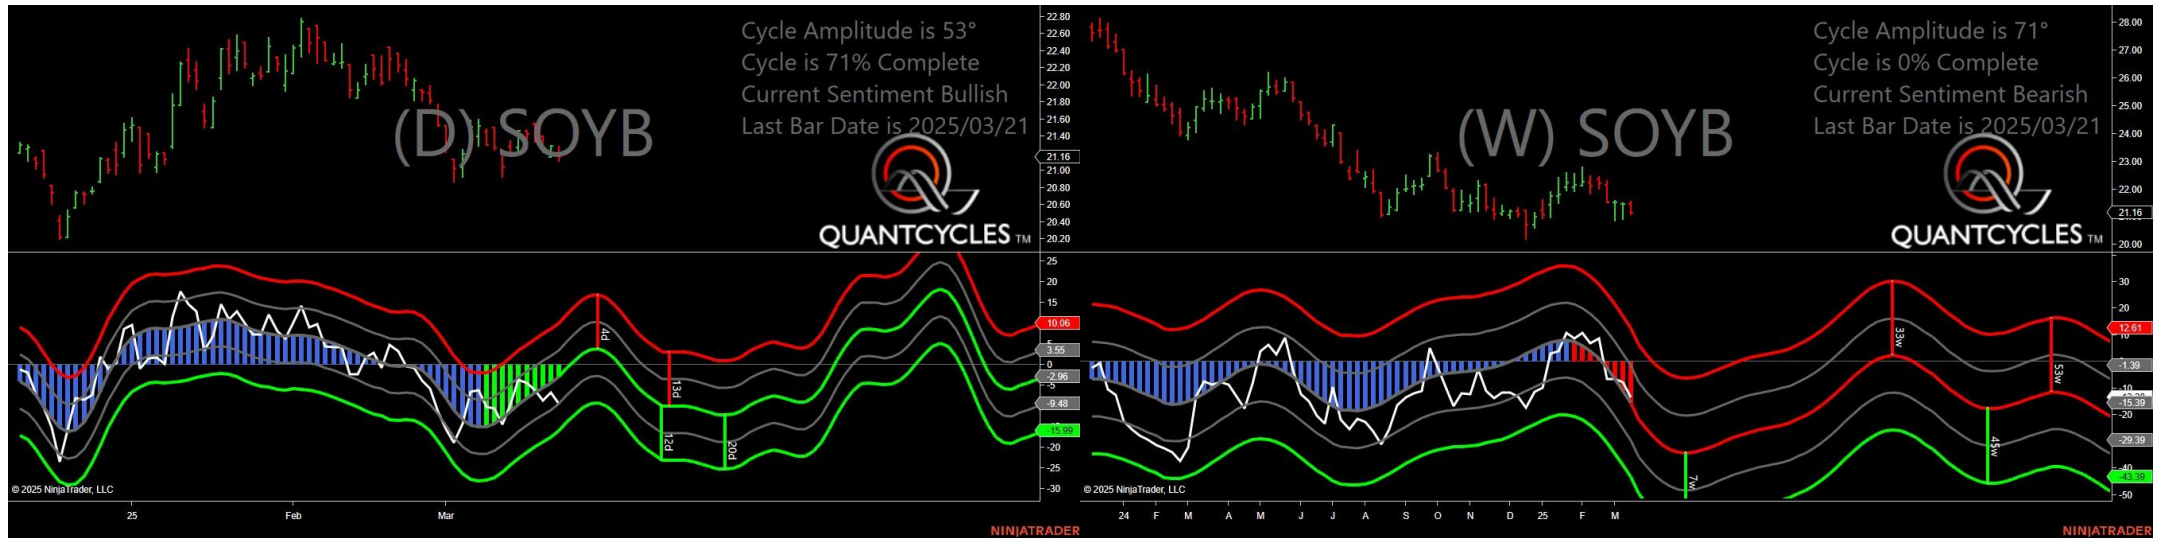 Cycle Amplitude is 53°
Cycle is 71% Complete
Current Sentiment Bullish
Last Bar Date is 2025/03/21
(D) SOYB
QUANTCYCLES TM
22.80
22.60
22.40
22.20
22.00
21.80
21.60
21.40
21.16
21.00
20.80
20.60
20.40
20.20
25
20
15
10.06
5
3.55
0
-2.96
-5
-9.48
-15.99
-20
-25
-30
4d
13d
12d
20d
© 2025 NinjaTrader, LLC
25
Feb
Mar
NINJATRADER
Cycle Amplitude is 71°
Cycle is 0% Complete
Current Sentiment Bearish
Last Bar Date is 2025/03/21
(W) SOYB
QUANTCYCLES TM
28.00
27.00
26.00
25.00
24.00
23.00
22.00
21.16
20.00
30
20
12.61
10
-1.39
-10
-15.39
-20
-29.39
-40
-43.39
-50
33w
53w
45w
7w
© 2025 NinjaTrader, LLC
24 F M A M J J A S O N D 25 F M
NINJATRADER